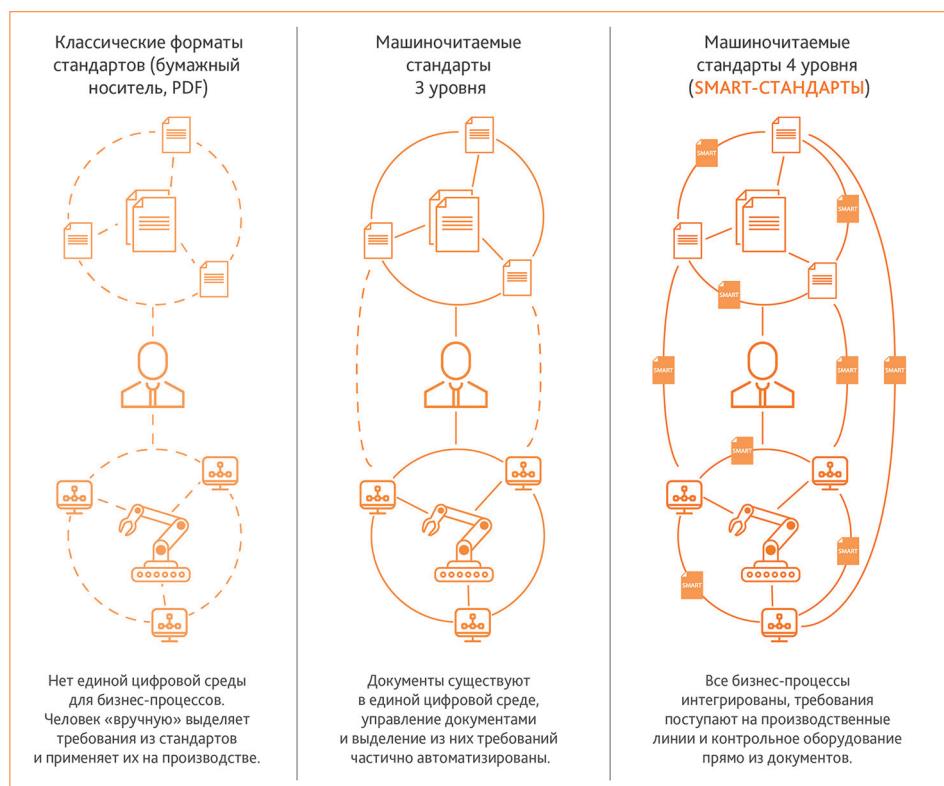 Классические форматы
стандартов (бумажный
носитель, PDF)
Машиночитаемые
стандарты
3 уровня
Машиночитаемые
стандарты 4 уровня
(SMART-СТАНДАРТЫ)
SMART
SMART
SMART
SMART
SMART
SMART
SMART
SMART
SMART
Нет единой цифровой среды
для бизнес-процессов.
Человек «вручную» выделяет
требования из стандартов
и применяет их на производстве.
Документы существуют
в единой цифровой среде,
управление документами
и выделение из них требований
частично автоматизированы.
Все бизнес-процессы
интегрированы, требования
поступают на производственные
линии и контрольное оборудование
прямо из документов.